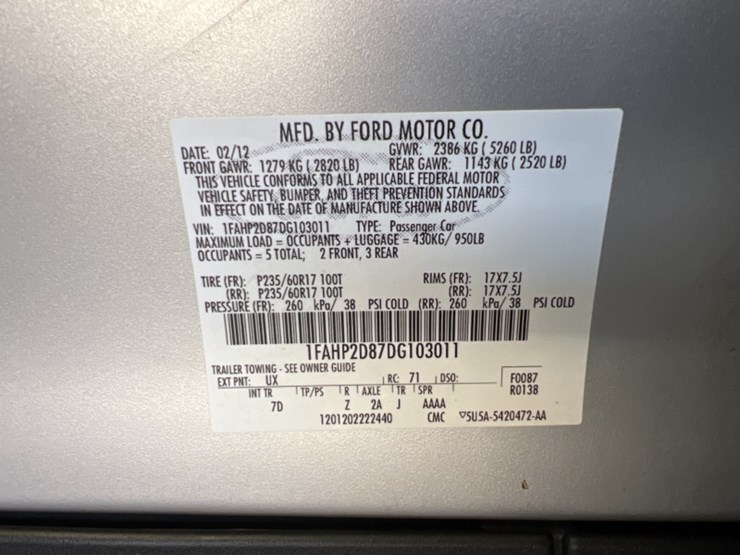 MFD. BY FORD MOTOR CO.
DATE: 02/12 GVWR: 2386 KG ( 5260 LB)
FRONT GAWR: 1279 KG ( 2820 LB) REAR GAWR: 1143 KG ( 2520 LB)
THIS VEHICLE CONFORMS TO ALL APPLICABLE FEDERAL MOTOR
VEHICLE SAFETY, BUMPER, AND THEFT PREVENTION STANDARDS
IN EFFECT ON THE DATE OF MANUFACTURE SHOWN ABOVE.
VIN: 1FAHP2D87DG103011 TYPE: Passenger Car
MAXIMUM LOAD = OCCUPANTS + LUGGAGE = 430KG/ 950LB
OCCUPANTS = 5 TOTAL; 2 FRONT, 3 REAR
TIRE (FR): P235/60R17 100T RIMS (FR): 17X7.5J
(RR): P235/60R17 100T (RR): 17X7.5J
PRESSURE (FR): 260 kPa/ 38 PSI COLD (RR): 260 kPa/ 38 PSI COLD
1FAHP2D87DG103011
TRAILER TOWING - SEE OWNER GUIDE
EXT PNT: UX RC: 71 DSO: F0087
INT TR TP/PS R AXLE TR SPR R0138
7D Z 2A J AAAA
1201202222440 CMC ▽5U5A-5420472-AA